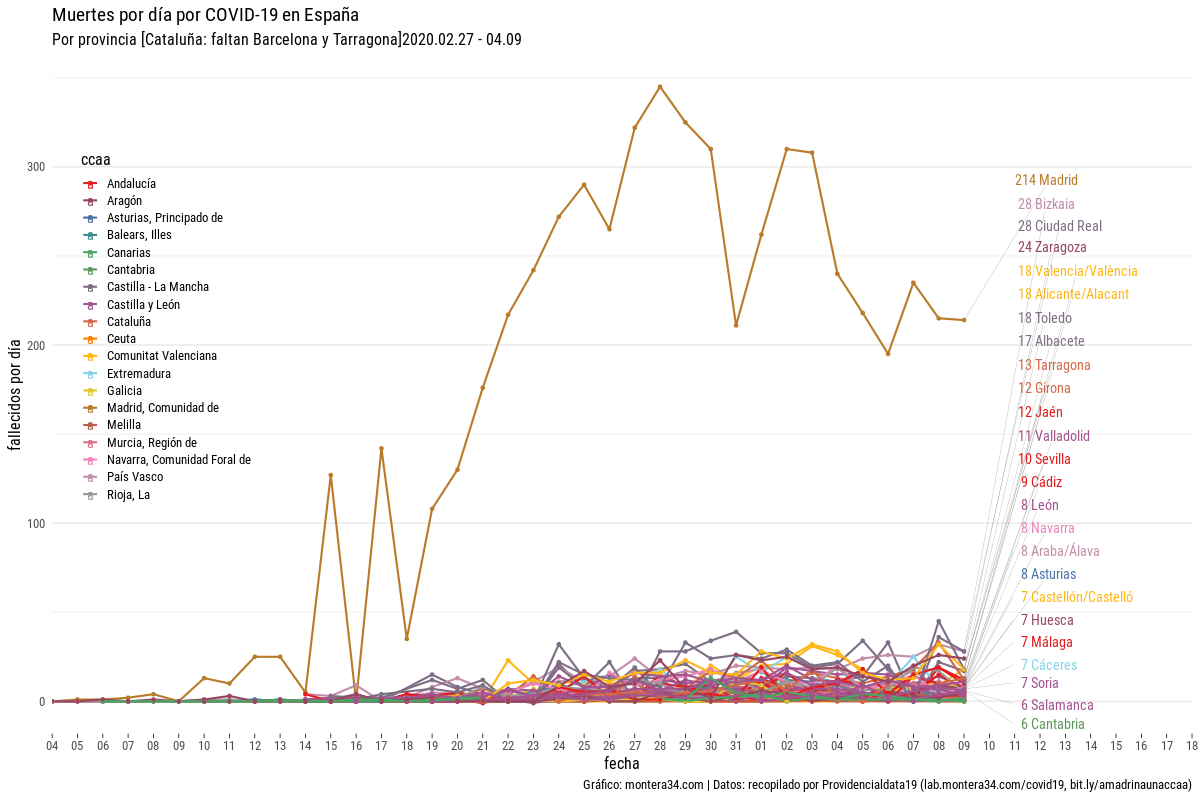 Muertes por día por COVID-19 en España
Por provincia [Cataluña: faltan Barcelona y Tarragona]2020.02.27 - 04.09
ccaa
Andalucía
Aragón
Asturias, Principado de
Balears, Illes
Canarias
Cantabria
Castilla - La Mancha
Castilla y León
Cataluña
Ceuta
Comunitat Valenciana
Extremadura
Galicia
Madrid, Comunidad de
Melilla
Murcia, Región de
Navarra, Comunidad Foral de
País Vasco
Rioja, La
fallecidos por día
300
200
100
0
214 Madrid
28 Bizkaia
28 Ciudad Real
24 Zaragoza
18 Valencia/València
18 Alicante/Alacant
18 Toledo
17 Albacete
13 Tarragona
12 Girona
12 Jaén
11 Valladolid
10 Sevilla
9 Cádiz
8 León
8 Navarra
8 Araba/Álava
8 Asturias
7 Castellón/Castelló
7 Huesca
7 Málaga
7 Cáceres
7 Soria
6 Salamanca
6 Cantabria
04 05 06 07 08 09 10 11 12 13 14 15 16 17 18 19 20 21 22 23 24 25 26 27 28 29 30 31 01 02 03 04 05 06 07 08 09 10 11 12 13 14 15 16 17 18
fecha
Gráfico: montera34.com | Datos: recopilado por Providencialdata19 (lab.montera34.com/covid19, bit.ly/amadrinaunaccaa)